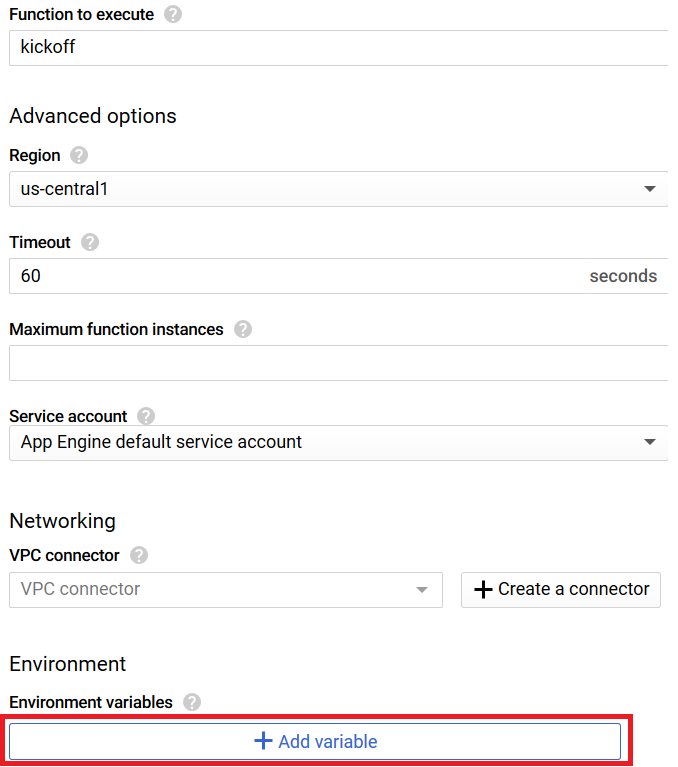 Function to execute
kickoff
Advanced options
Region
us-central1
Timeout
60 seconds
Maximum function instances
Service account
App Engine default service account
Networking
VPC connector
VPC connector Create a connector
Environment
Environment variables
Add variable